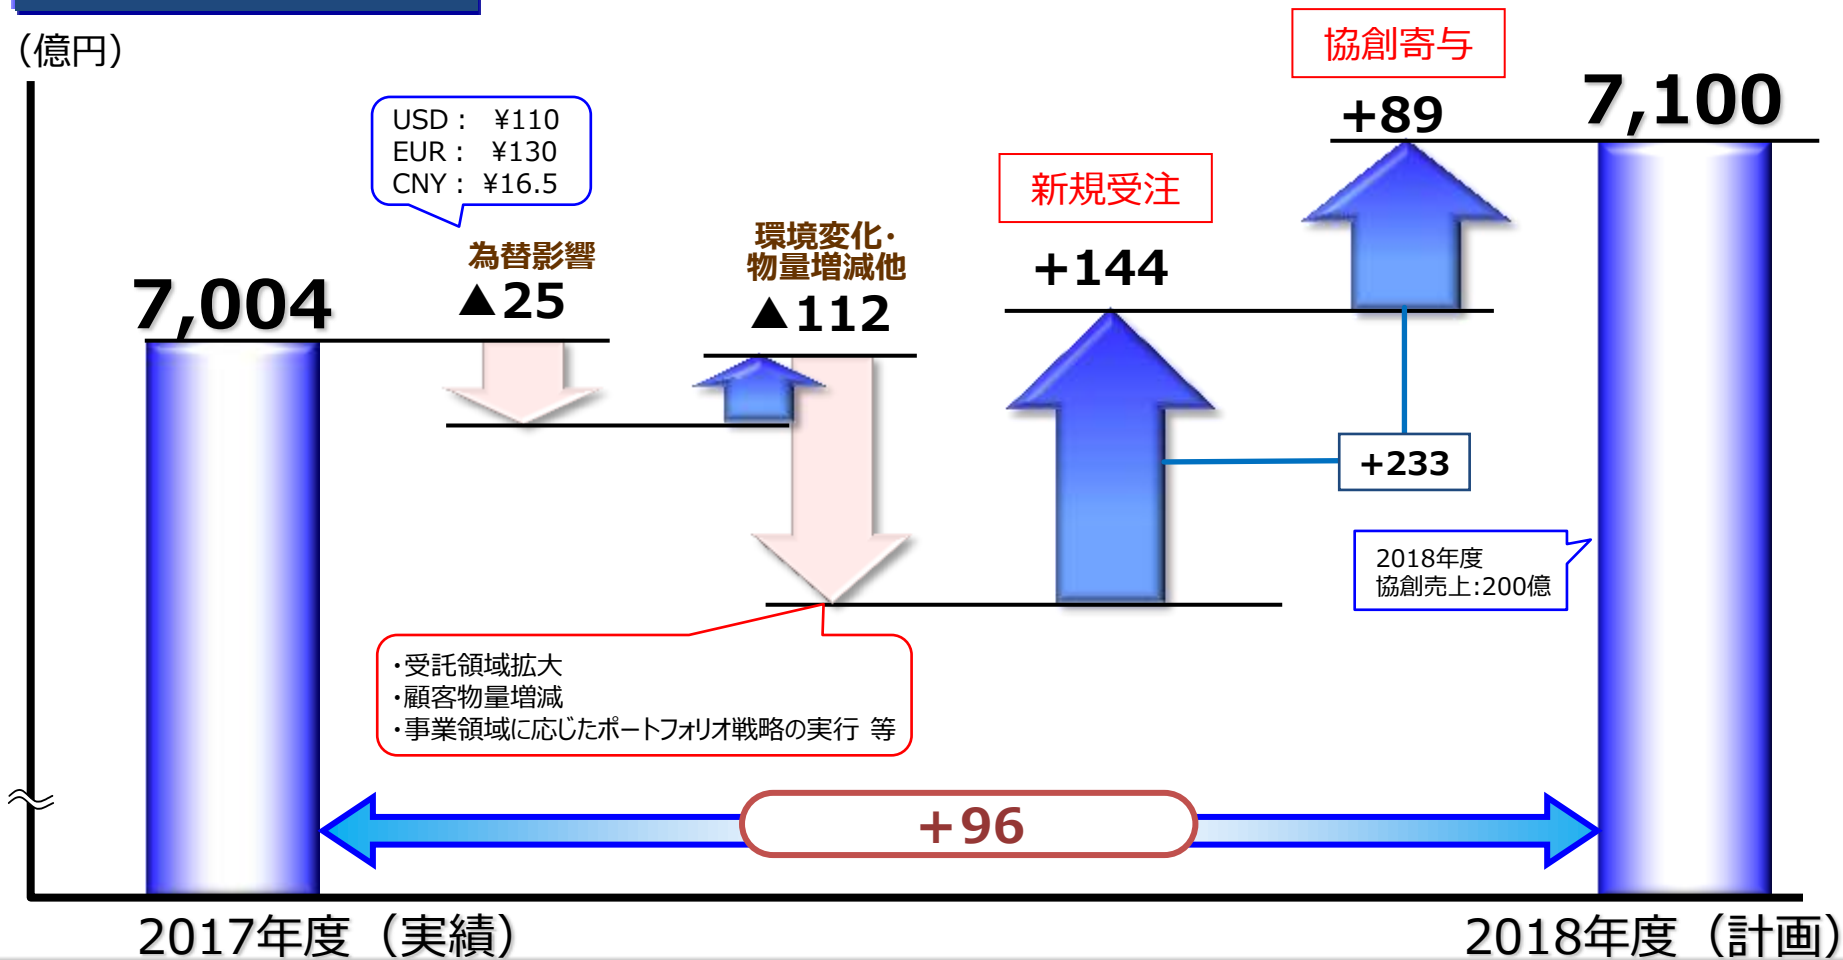 （億円）
協創寄与
+89
7,100
USD： ¥110
EUR： ¥130
CNY： ¥16.5
新規受注
+144
為替影響
▲25
環境変化・
物量増減他
▲112
7,004
+233
2018年度
協創売上:200億
・受託領域拡大
・顧客物量増減
・事業領域に応じたポートフォリオ戦略の実行 等
+96
2017年度（実績）
2018年度（計画）